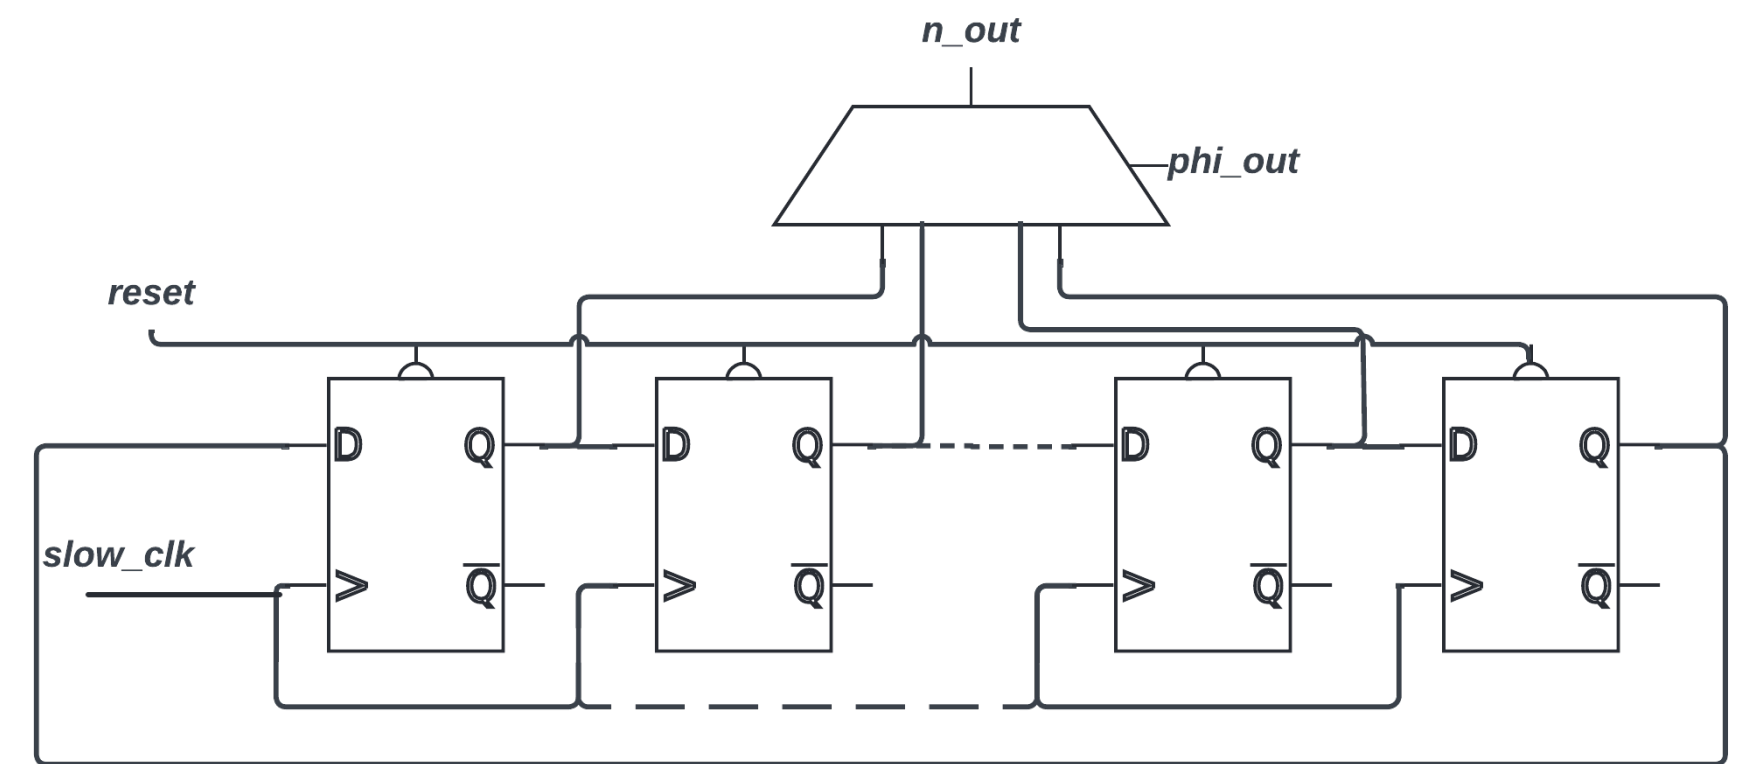 n_out
phi_out
reset
D Q D Q D Q D Q
slow_clk
> Q̅ > Q̅ > Q̅ > Q̅